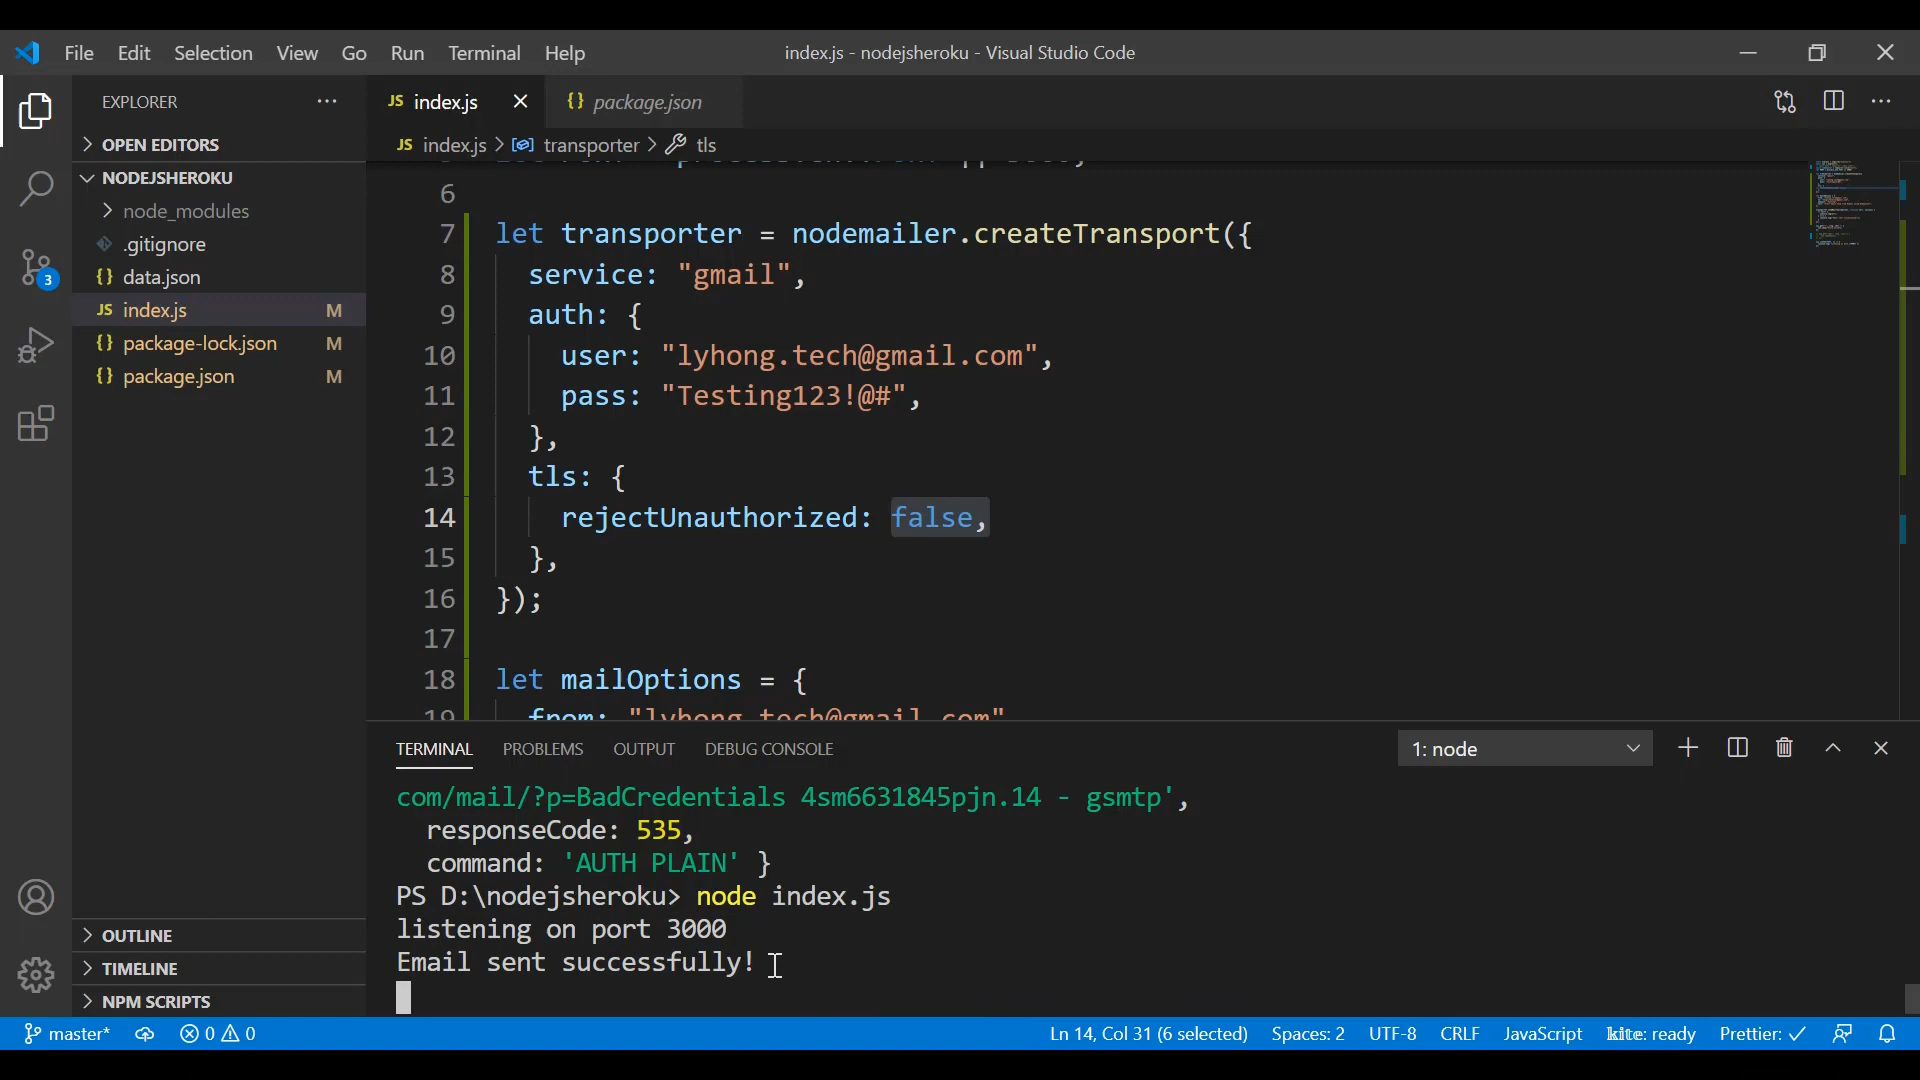 File Edit Selection View Go Run Terminal Help index.js - nodejsheroku - Visual Studio Code
EXPLORER
OPEN EDITORS
NODEJSHEROKU
node_modules
.gitignore
{} data.json
JS index.js M
{} package-lock.json M
{} package.json M
3
OUTLINE
TIMELINE
NPM SCRIPTS
JS index.js {} package.json
JS index.js > transporter > tls
6
7 let transporter = nodemailer.createTransport({
8 service: "gmail",
9 auth: {
10 user: "lyhong.tech@gmail.com",
11 pass: "Testing123!@#",
12 },
13 tls: {
14 rejectUnauthorized: false,
15 },
16 });
17
18 let mailOptions = {
19 from: "lyhong.tech@gmail.com"
TERMINAL PROBLEMS OUTPUT DEBUG CONSOLE 1: node
com/mail/?p=BadCredentials 4sm6631845pjn.14 - gsmtp',
responseCode: 535,
command: 'AUTH PLAIN' }
PS D:\nodejsheroku> node index.js
listening on port 3000
Email sent successfully!
master* 0 0 Ln 14, Col 31 (6 selected) Spaces: 2 UTF-8 CRLF JavaScript kite: ready Prettier: ✓